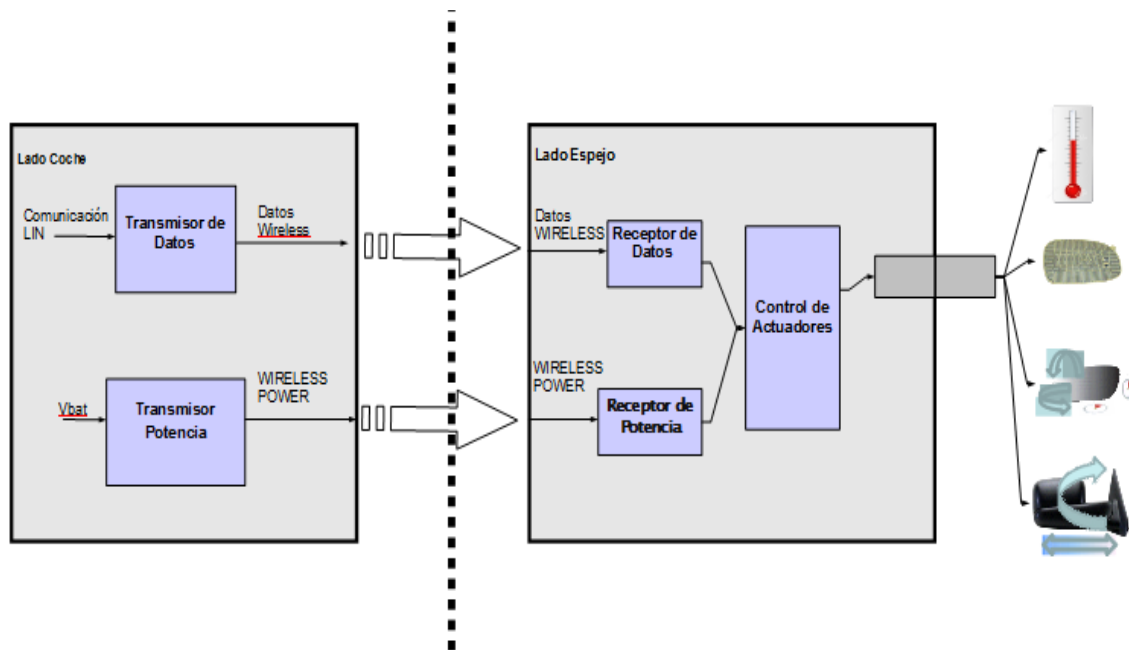 Lado Coche
Comunicación
LIN
Transmisor de
Datos
Datos
Wireless
Vbat
Transmisor
Potencia
WIRELESS
POWER
Lado Espejo
Datos
WIRELESS
Receptor de
Datos
WIRELESS
POWER
Receptor de
Potencia
Control de
Actuadores